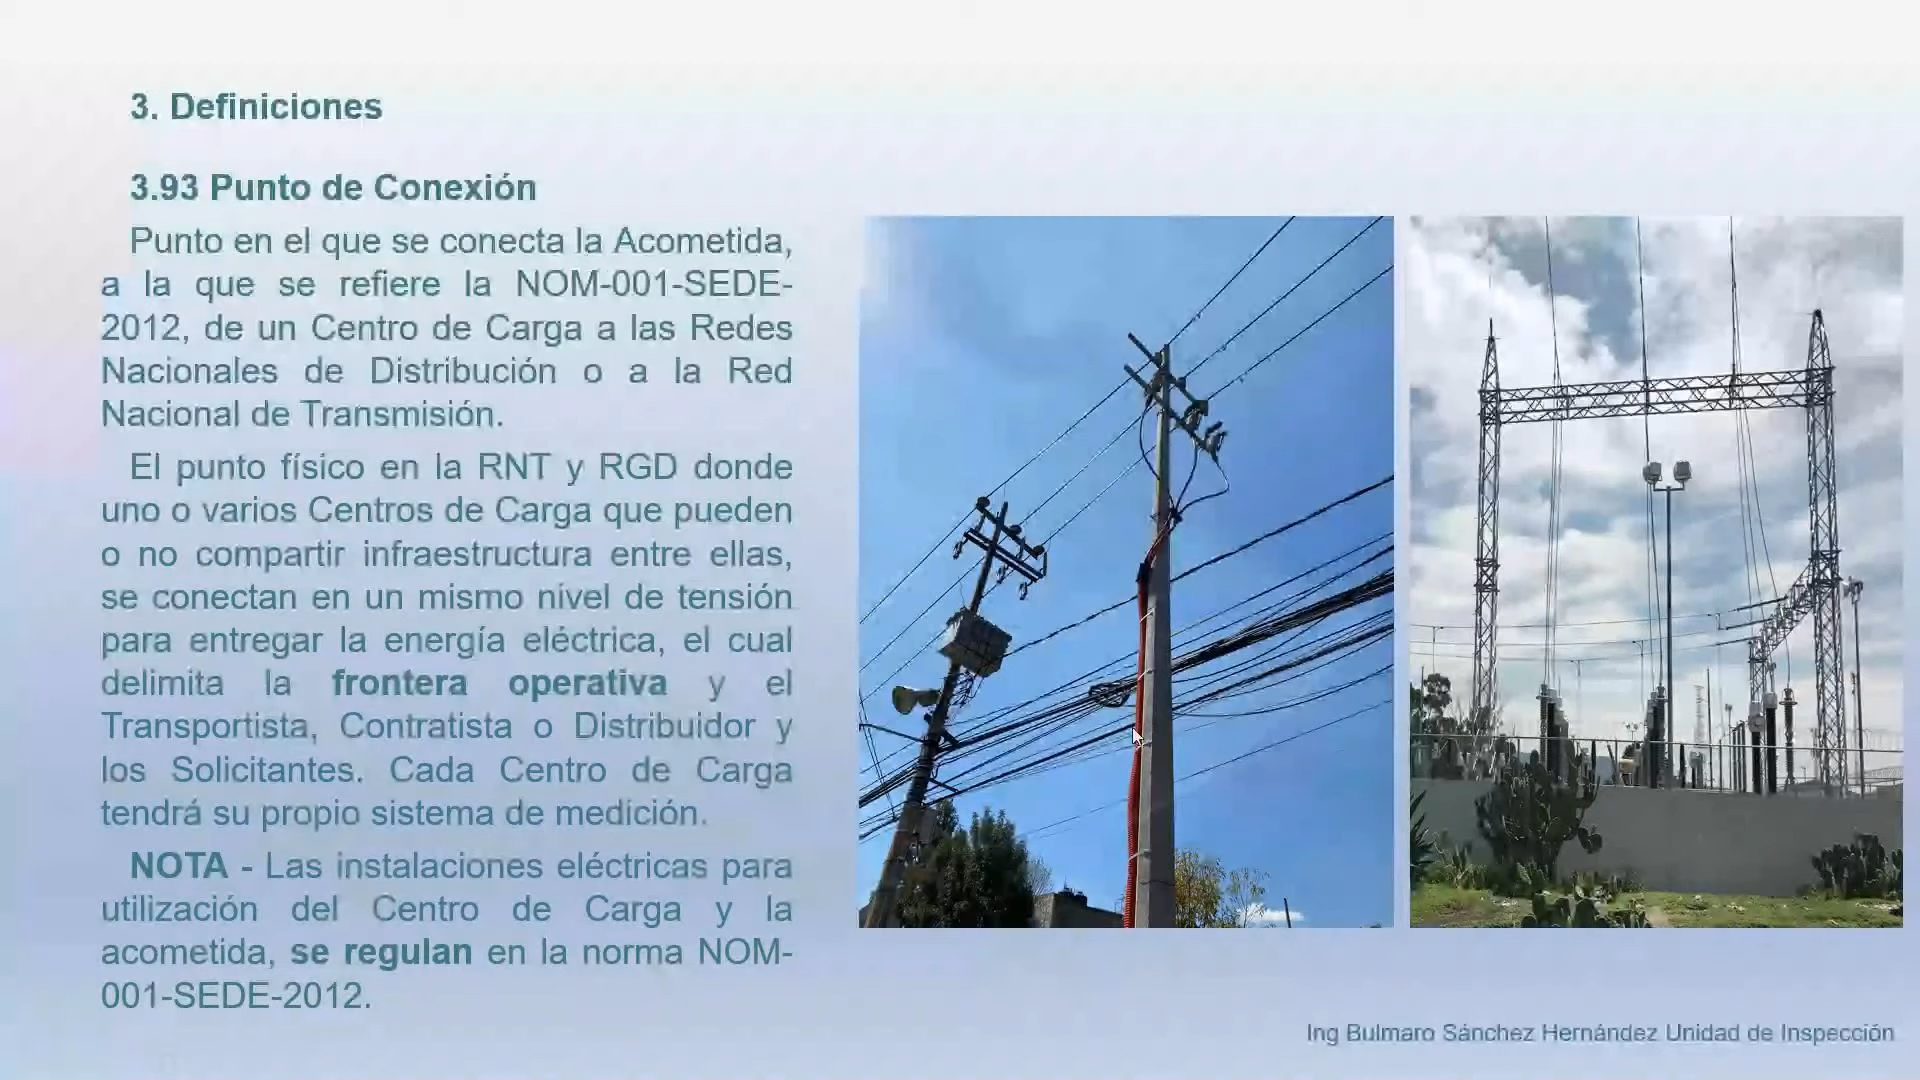 3. Definiciones
3.93 Punto de Conexión
Punto en el que se conecta la Acometida,
a la que se refiere la NOM-001-SEDE-
2012, de un Centro de Carga a las Redes
Nacionales de Distribución o a la Red
Nacional de Transmisión.
El punto físico en la RNT y RGD donde
uno o varios Centros de Carga que pueden
o no compartir infraestructura entre ellas,
se conectan en un mismo nivel de tensión
para entregar la energía eléctrica, el cual
delimita la frontera operativa y el
Transportista, Contratista o Distribuidor y
los Solicitantes. Cada Centro de Carga
tendrá su propio sistema de medición.
NOTA - Las instalaciones eléctricas para
utilización del Centro de Carga y la
acometida, se regulan en la norma NOM-
001-SEDE-2012.
Ing Bulmaro Sánchez Hernández Unidad de Inspección